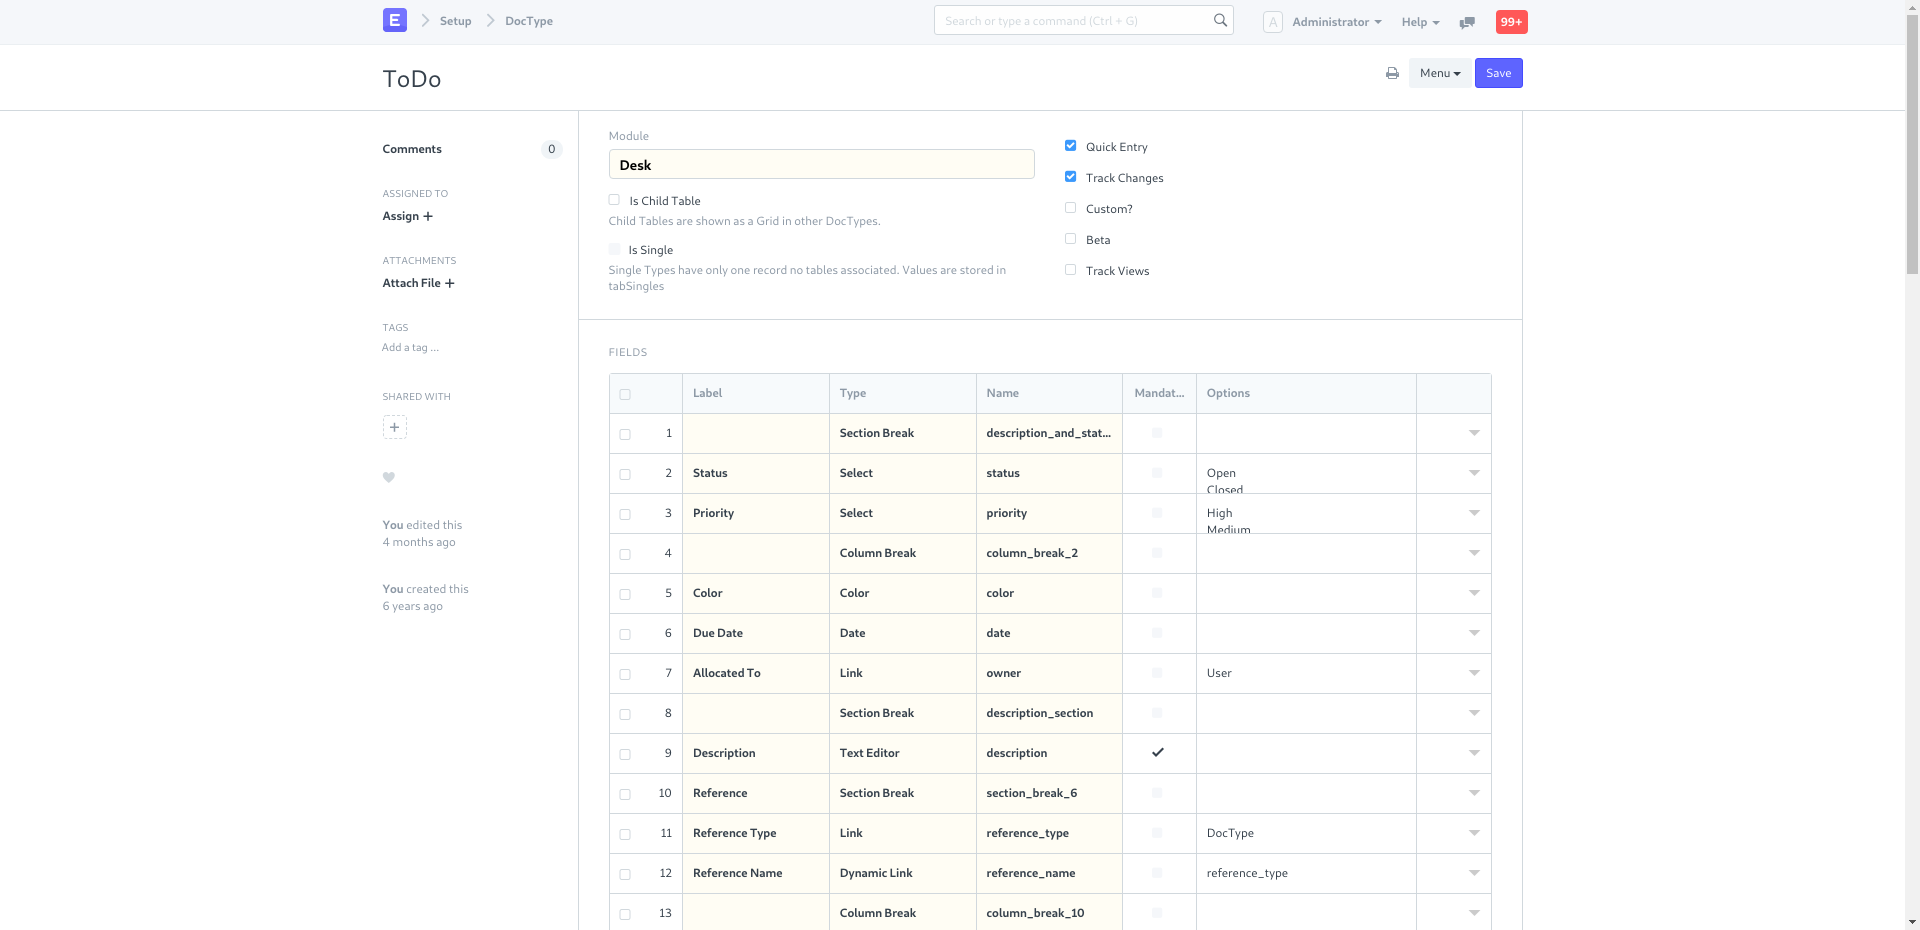 E Setup DocType Search or type a command (Ctrl + G) A Administrator Help 99+
ToDo Menu Save
Comments 0
ASSIGNED TO
Assign +
ATTACHMENTS
Attach File +
TAGS
Add a tag ...
SHARED WITH
+
You edited this
4 months ago
You created this
6 years ago
Module
Desk
Is Child Table
Child Tables are shown as a Grid in other DocTypes.
Is Single
Single Types have only one record no tables associated. Values are stored in
tabSingles
Quick Entry
Track Changes
Custom?
Beta
Track Views
FIELDS
Label Type Name Mandat... Options
1 Section Break description_and_stat...
2 Status Select status Open
Closed
3 Priority Select priority High
Medium
4 Column Break column_break_2
5 Color Color color
6 Due Date Date date
7 Allocated To Link owner User
8 Section Break description_section
9 Description Text Editor description
10 Reference Section Break section_break_6
11 Reference Type Link reference_type DocType
12 Reference Name Dynamic Link reference_name reference_type
13 Column Break column_break_10